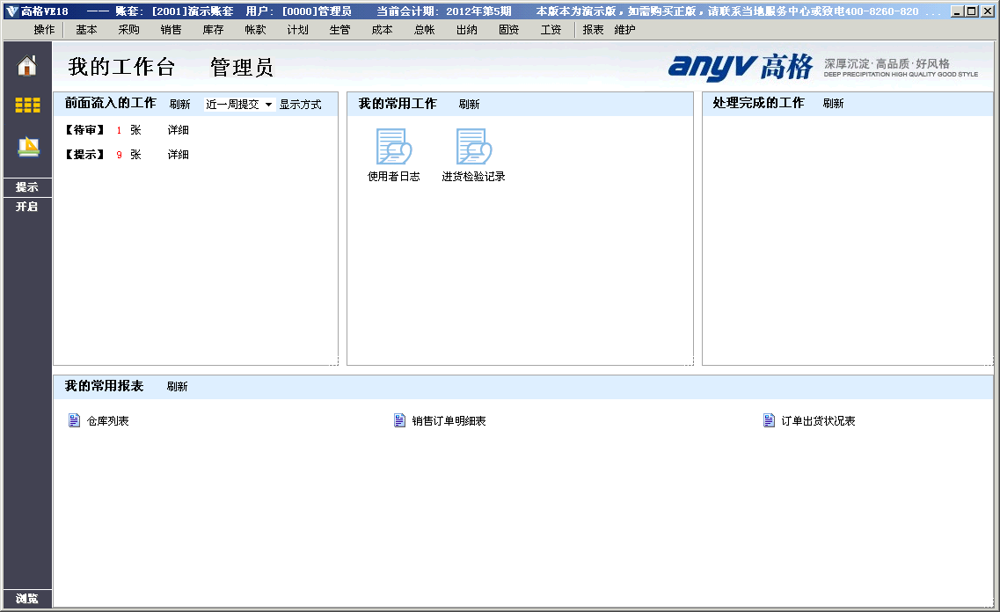 高格VE18 —— 账套: [2001]演示账套 用户: [0000]管理员 当前会计期: 2012年第5期 本版本为演示版，如需购买正版，请联系当地服务中心或致电400-8260-820 ...
操作 基本 采购 销售 库存 帐款 计划 生管 成本 总帐 出纳 固资 工资 报表 维护
我的工作台 管理员
anyv高格 深厚沉淀·高品质·好风格
DEEP PRECIPITATION HIGH QUALITY GOOD STYLE
前面流入的工作 刷新 近一周提交 显示方式
【待审】 1 张 详细
【提示】 9 张 详细
我的常用工作 刷新
使用者日志 进货检验记录
处理完成的工作 刷新
提示
开启
我的常用报表 刷新
仓库列表 销售订单明细表 订单出货状况表
浏览